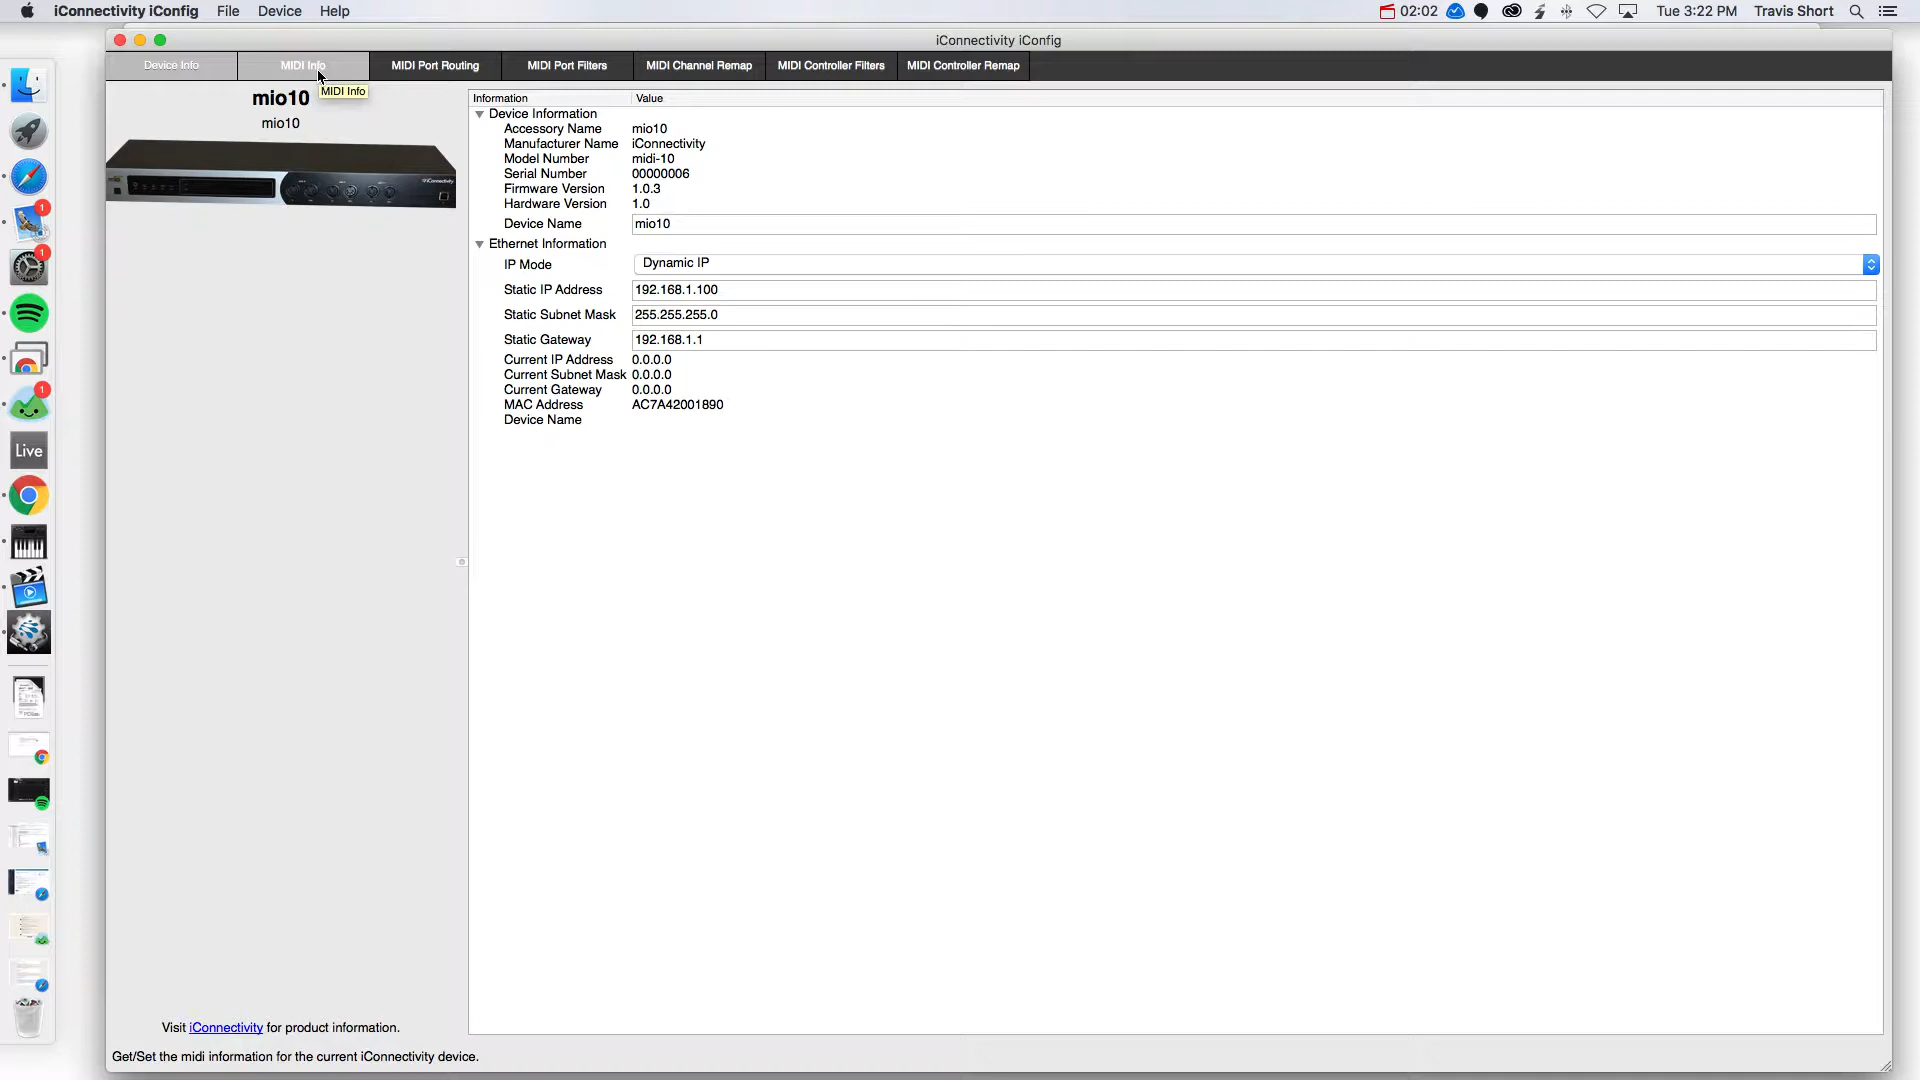 iConnectivity iConfig File Device Help 02:02 Tue 3:22 PM Travis Short
iConnectivity iConfig
Device Info MIDI Info MIDI Port Routing MIDI Port Filters MIDI Channel Remap MIDI Controller Filters MIDI Controller Remap
MIDI Info
mio10
mio10
iConnectivity
Information Value
Device Information
Accessory Name mio10
Manufacturer Name iConnectivity
Model Number midi-10
Serial Number 00000006
Firmware Version 1.0.3
Hardware Version 1.0
Device Name mio10
Ethernet Information
IP Mode Dynamic IP
Static IP Address 192.168.1.100
Static Subnet Mask 255.255.255.0
Static Gateway 192.168.1.1
Current IP Address 0.0.0.0
Current Subnet Mask 0.0.0.0
Current Gateway 0.0.0.0
MAC Address AC7A42001890
Device Name
1
1
1
Live
Visit iConnectivity for product information.
Get/Set the midi information for the current iConnectivity device.